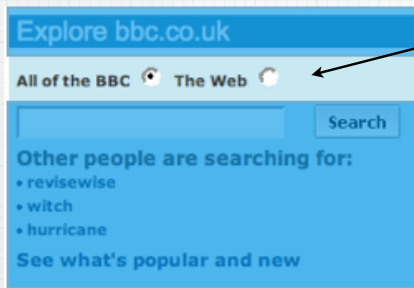 Explore bbc.co.uk
All of the BBC The Web
Search
Other people are searching for:
• revisewise
• witch
• hurricane
See what's popular and new